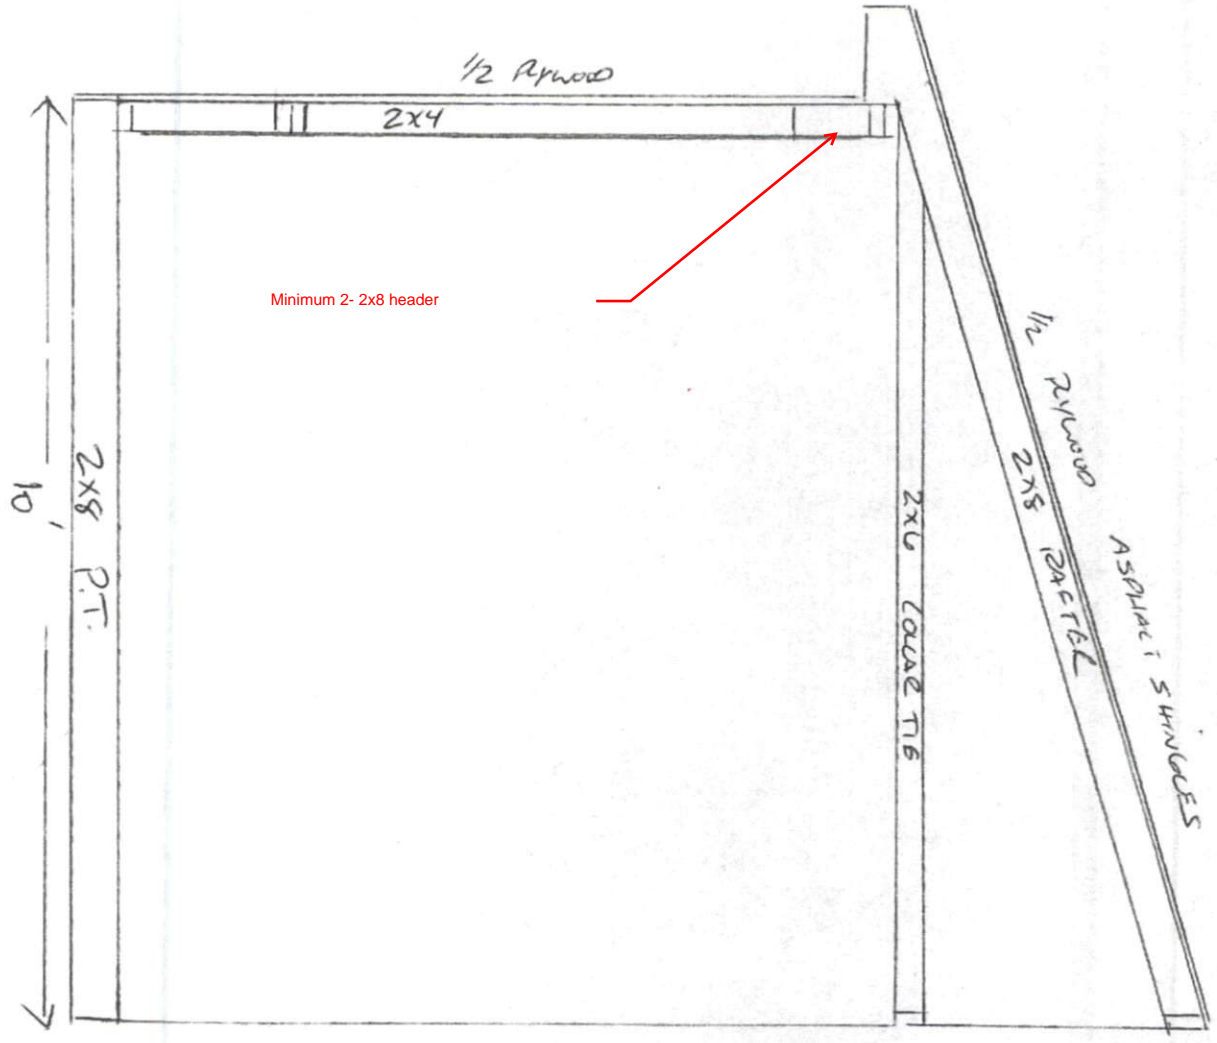 1/2 PLYWOOD
2X4
Minimum 2- 2x8 header
1/2 PLYWOOD
2X8 RAFTER
ASPHALT SHINGLES
2X6 COLLAR TIE
2X8 P.T.
10'